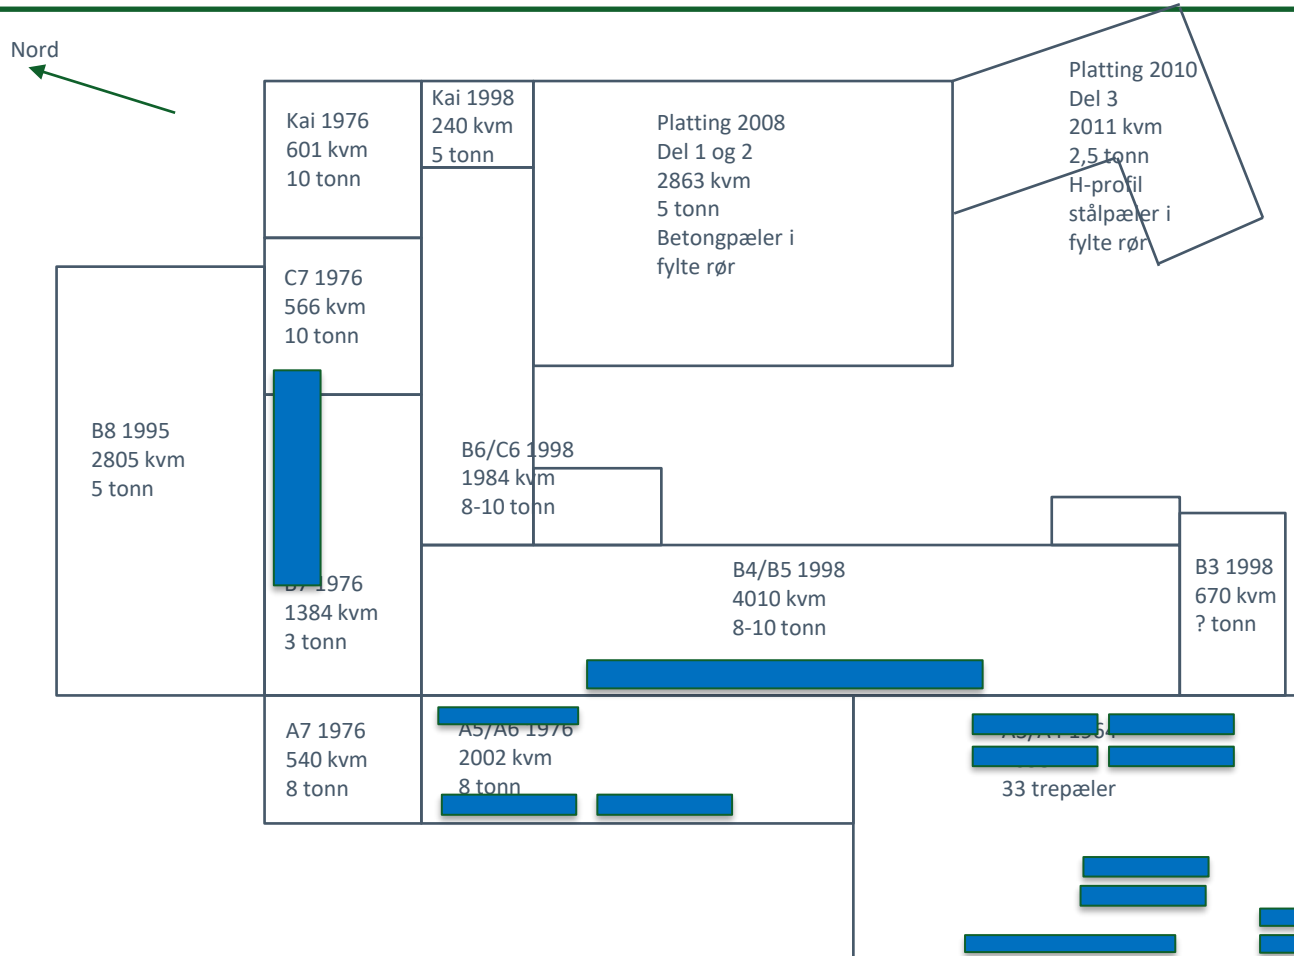 Nord
Kai 1976
601 kvm
10 tonn
Kai 1998
240 kvm
5 tonn
Platting 2008
Del 1 og 2
2863 kvm
5 tonn
Betongpæler i
fylte rør
Platting 2010
Del 3
2011 kvm
2,5 tonn
H-profil
stålpæler i
fylte rør
C7 1976
566 kvm
10 tonn
B8 1995
2805 kvm
5 tonn
B6/C6 1998
1984 kvm
8-10 tonn
B7 1976
1384 kvm
3 tonn
B4/B5 1998
4010 kvm
8-10 tonn
B3 1998
670 kvm
? tonn
A7 1976
540 kvm
8 tonn
A5/A6 1976
2002 kvm
8 tonn
33 trepæler